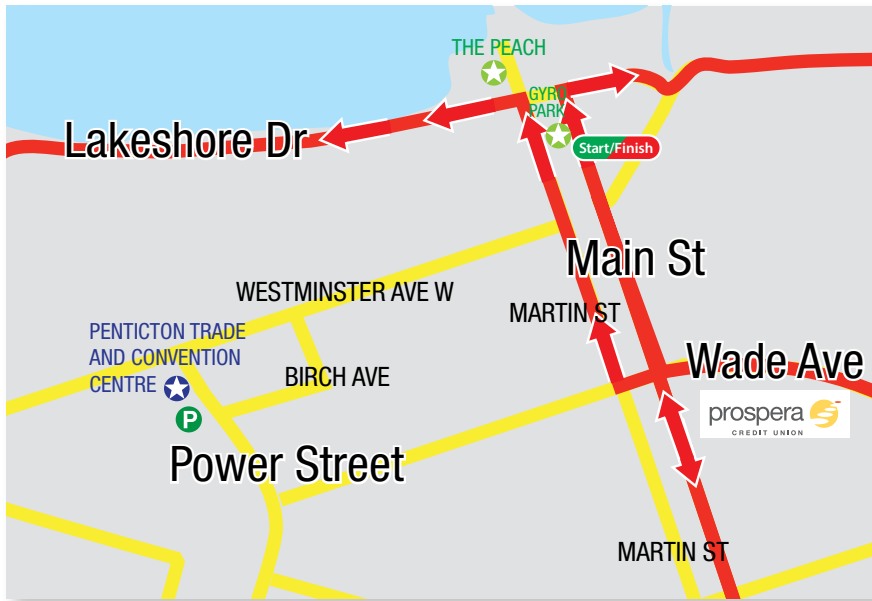 THE PEACH
GYRO
PARK
Lakeshore Dr
Start/Finish
Main St
WESTMINSTER AVE W
MARTIN ST
PENTICTON TRADE
AND CONVENTION
CENTRE
BIRCH AVE
Wade Ave
P
prospera
CREDIT UNION
Power Street
MARTIN ST